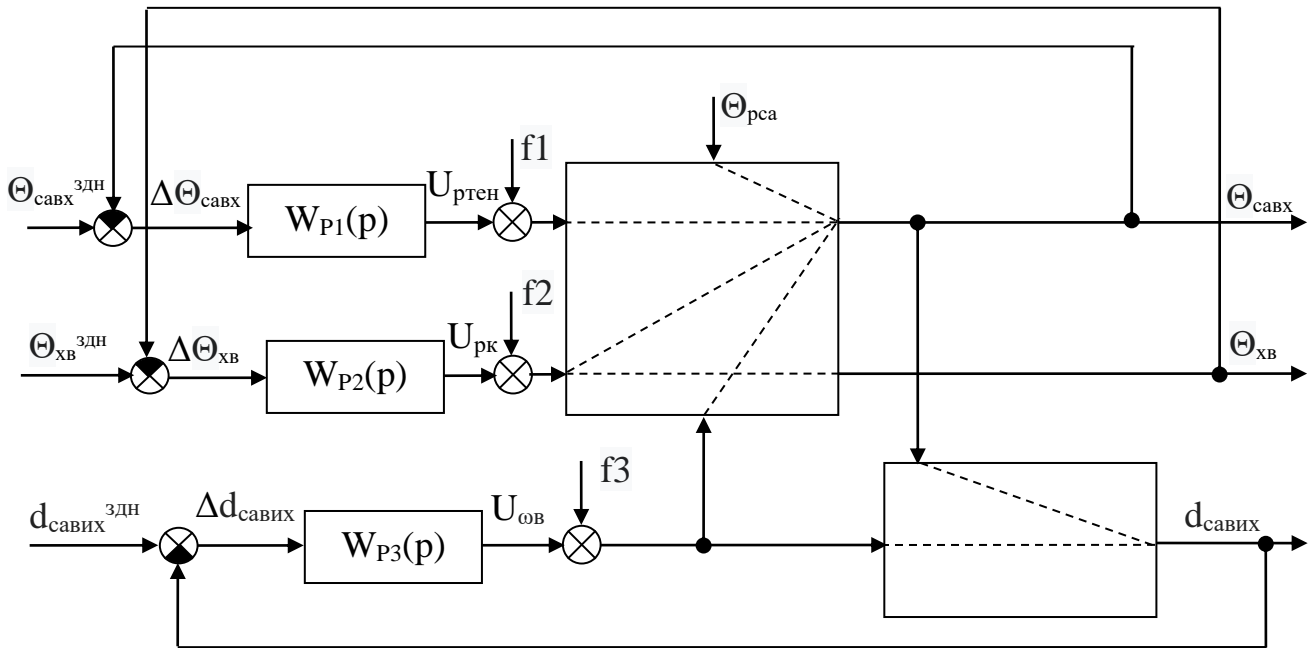 Θрса
f1
Θсавхздн
ΔΘсавх
WP1(p)
Uртен
Θсавх
f2
Θхвздн
ΔΘхв
WP2(p)
Uрк
Θхв
f3
dсавихздн
Δdсавих
WP3(p)
Uωв
dсавих